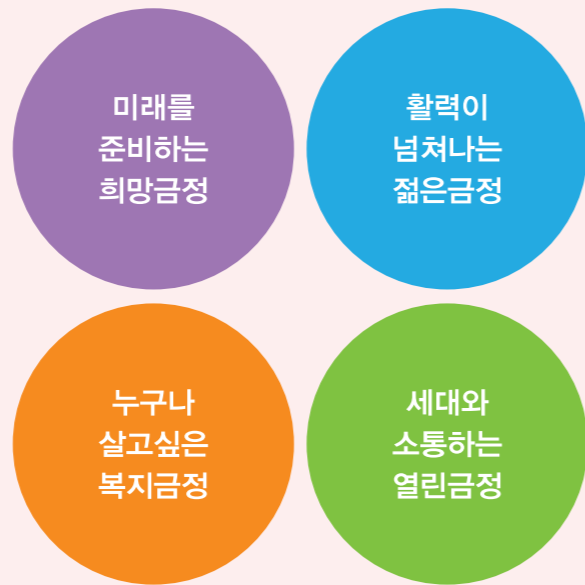 미래를
준비하는
희망금정
활력이
넘쳐나는
젊은금정
누구나
살고싶은
복지금정
세대와
소통하는
열린금정